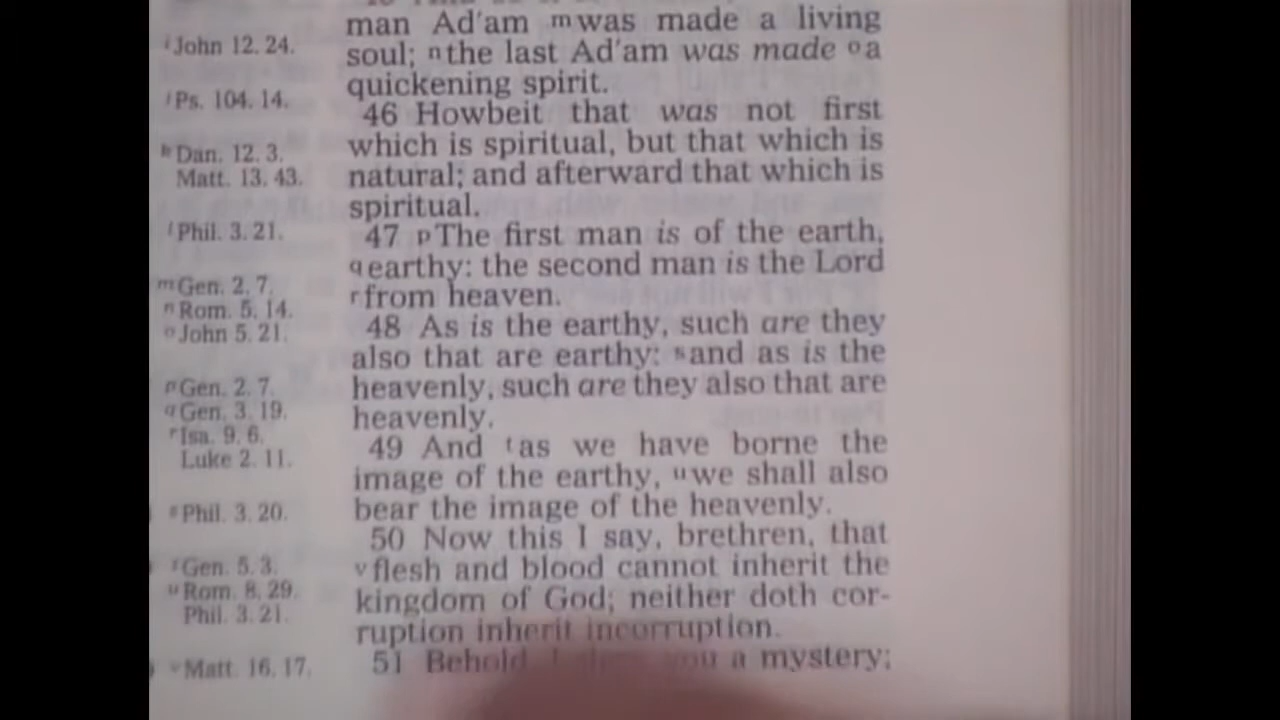 man Ad'am m was made a living
soul; n the last Ad'am was made o a
quickening spirit.
46 Howbeit that was not first
which is spiritual, but that which is
natural; and afterward that which is
spiritual.
47 p The first man is of the earth,
q earthy: the second man is the Lord
r from heaven.
48 As is the earthy, such are they
also that are earthy: s and as is the
heavenly, such are they also that are
heavenly.
49 And t as we have borne the
image of the earthy, u we shall also
bear the image of the heavenly.
50 Now this I say, brethren, that
v flesh and blood cannot inherit the
kingdom of God; neither doth cor-
ruption inherit incorruption.
51 Behold, I you a mystery;
i John 12. 24.
j Ps. 104. 14.
k Dan. 12. 3.
Matt. 13. 43.
l Phil. 3. 21.
m Gen. 2. 7.
n Rom. 5. 14.
o John 5. 21.
p Gen. 2. 7.
q Gen. 3. 19.
r Isa. 9. 6.
Luke 2. 11.
s Phil. 3. 20.
t Gen. 5. 3.
u Rom. 8. 29.
Phil. 3. 21.
v Matt. 16. 17.